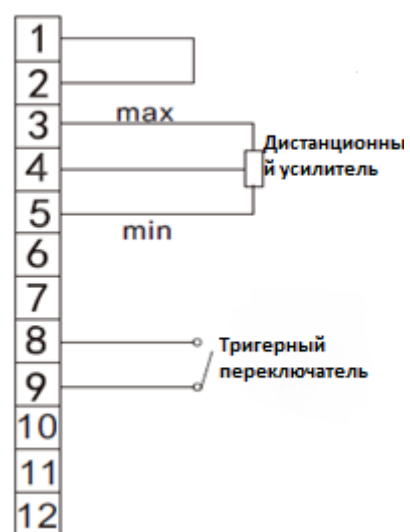 1
2
3
max
Дистанционны
й усилитель
4
5
min
6
7
8
Тригерный
переключатель
9
10
11
12